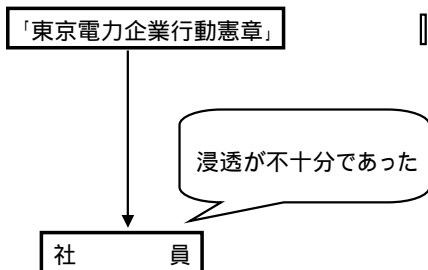 「東京電力企業行動憲章」
浸透が不十分であった
社　　　員